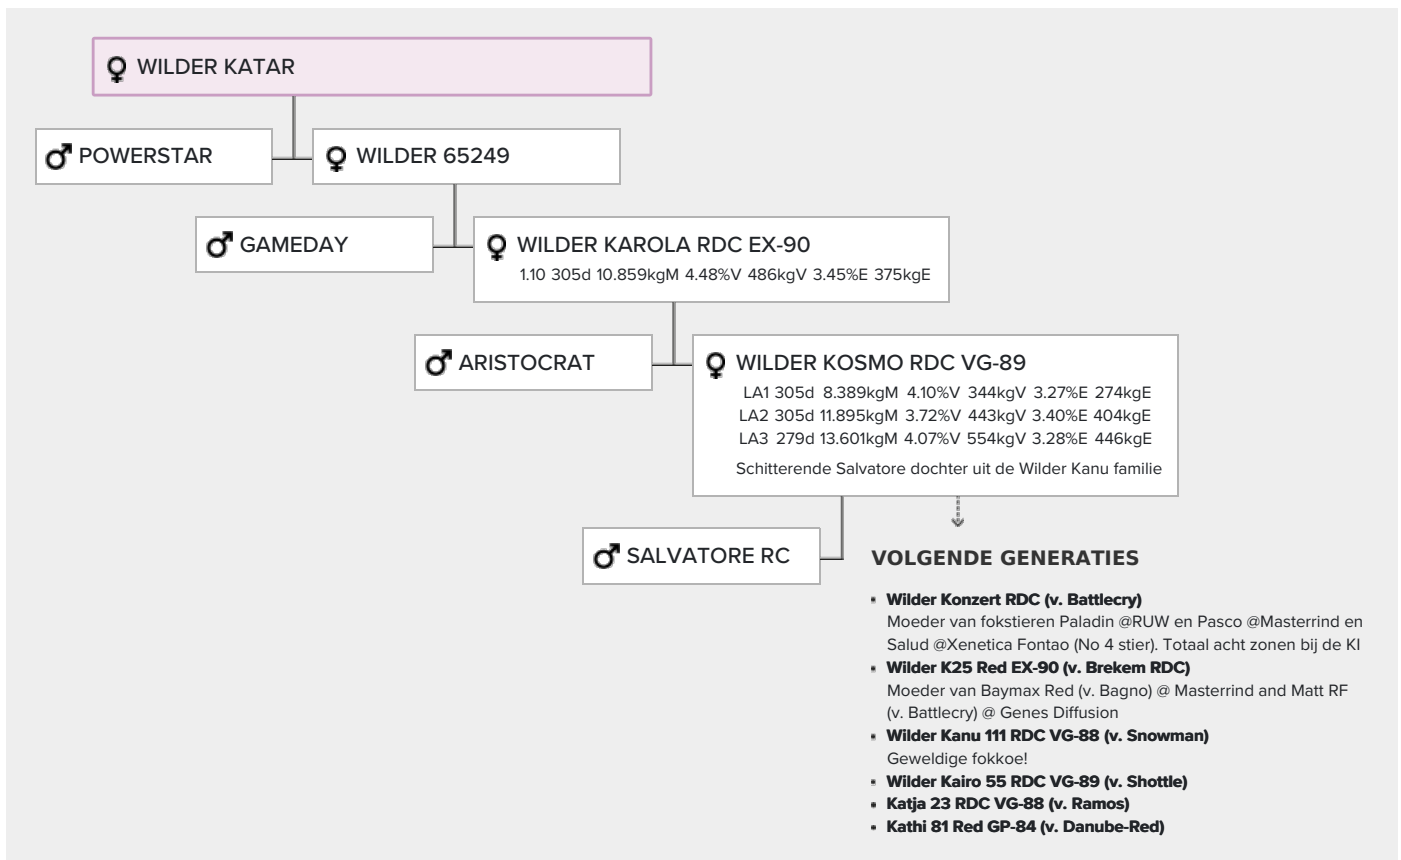 WILDER KATAR
POWERSTAR
WILDER 65249
GAMEDAY
WILDER KAROLA RDC EX-90
1.10 305d 10.859kgM 4.48%V 486kgV 3.45%E 375kgE
ARISTOCRAT
WILDER KOSMO RDC VG-89
LA1 305d 8.389kgM 4.10%V 344kgV 3.27%E 274kgE
LA2 305d 11.895kgM 3.72%V 443kgV 3.40%E 404kgE
LA3 279d 13.601kgM 4.07%V 554kgV 3.28%E 446kgE
Schitterende Salvatore dochter uit de Wilder Kanu familie
SALVATORE RC
VOLGENDE GENERATIES
Wilder Konzert RDC (v. Battlecry)
Moeder van fokstieren Paladin @RUW en Pasco @Masterrind en
Salud @Xenetica Fontao (No 4 stier). Totaal acht zonen bij de KI
Wilder K25 Red EX-90 (v. Brekem RDC)
Moeder van Baymax Red (v. Bagno) @ Masterrind and Matt RF
(v. Battlecry) @ Genes Diffusion
Wilder Kanu 111 RDC VG-88 (v. Snowman)
Geweldige fokkoe!
Wilder Kairo 55 RDC VG-89 (v. Shottle)
Katja 23 RDC VG-88 (v. Ramos)
Kathi 81 Red GP-84 (v. Danube-Red)